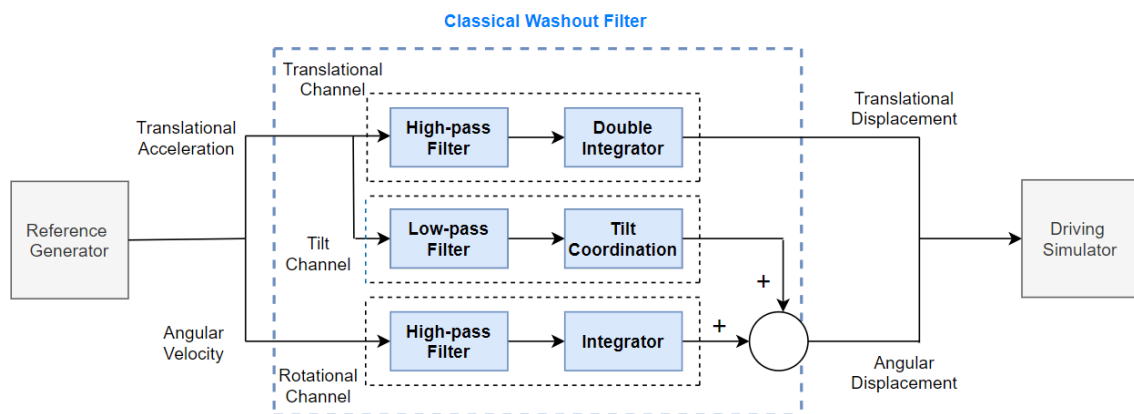 Classical Washout Filter
Translational
Channel
Translational
Acceleration
High-pass
Filter
Double
Integrator
Translational
Displacement
Reference
Generator
Tilt
Channel
Low-pass
Filter
Tilt
Coordination
+
Driving
Simulator
Angular
Velocity
High-pass
Filter
Integrator
+
Rotational
Channel
Angular
Displacement